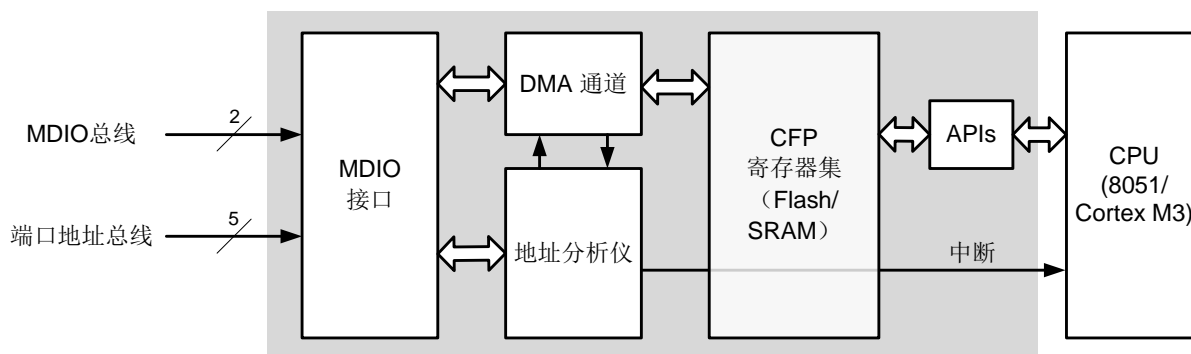 MDIO总线
2
端口地址总线
5
MDIO
接口
DMA 通道
地址分析仪
CFP
寄存器集
（Flash/
SRAM）
APIs
中断
CPU
(8051/
Cortex M3)